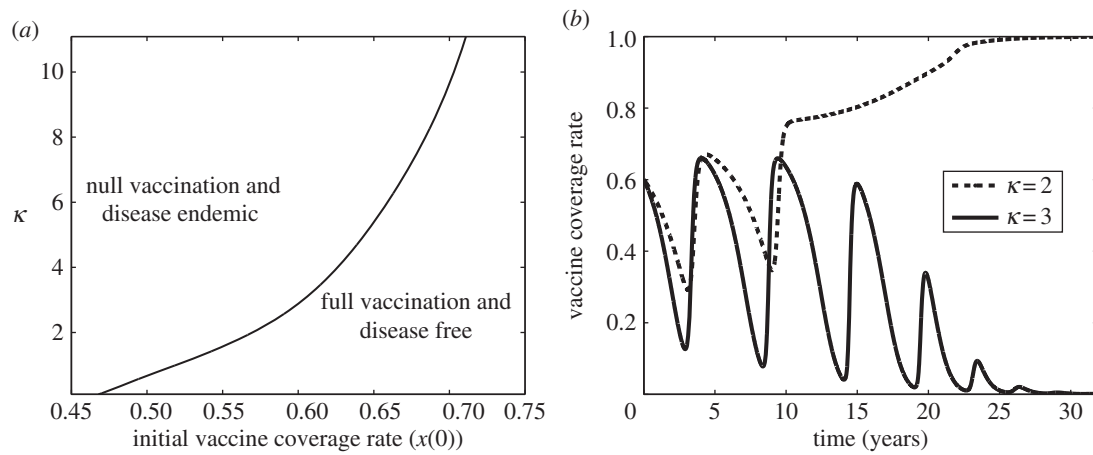 (a)
10
8
6
κ
4
2
null vaccination and
disease endemic
full vaccination and
disease free
0.45 0.50 0.55 0.60 0.65 0.70 0.75
initial vaccine coverage rate (x(0))
(b)
1.0
0.8
0.6
0.4
0.2
vaccine coverage rate
κ=2
κ=3
0 5 10 15 20 25 30
time (years)